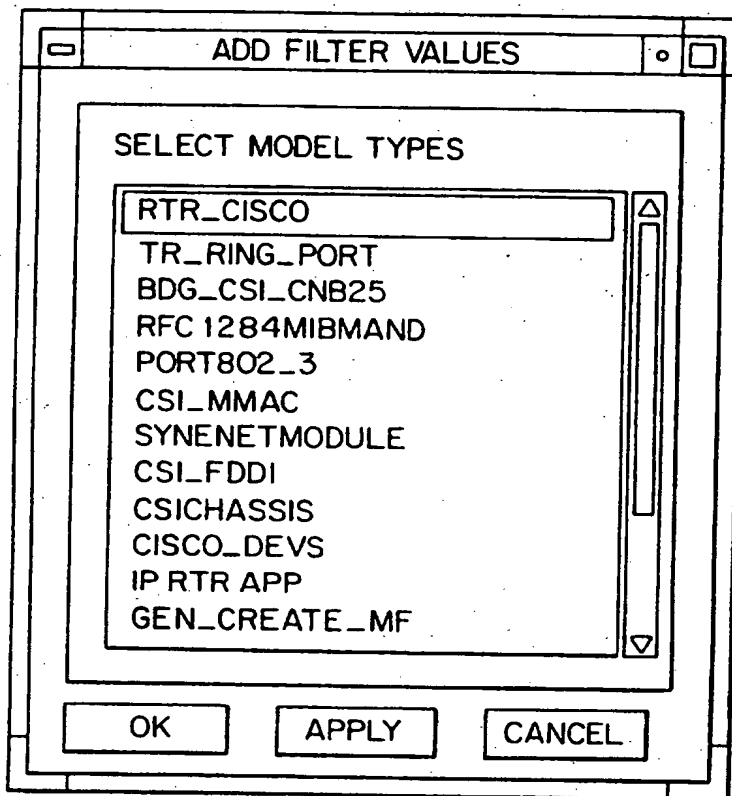 ADD FILTER VALUES
SELECT MODEL TYPES
RTR_CISCO
TR_RING_PORT
BDG_CSI_CNB25
RFC 1284MIBMAND
PORT802_3
CSI_MMAC
SYNENETMODULE
CSI_FDDI
CSICHASSIS
CISCO_DEVS
IP RTR APP
GEN_CREATE_MF
OK
APPLY
CANCEL